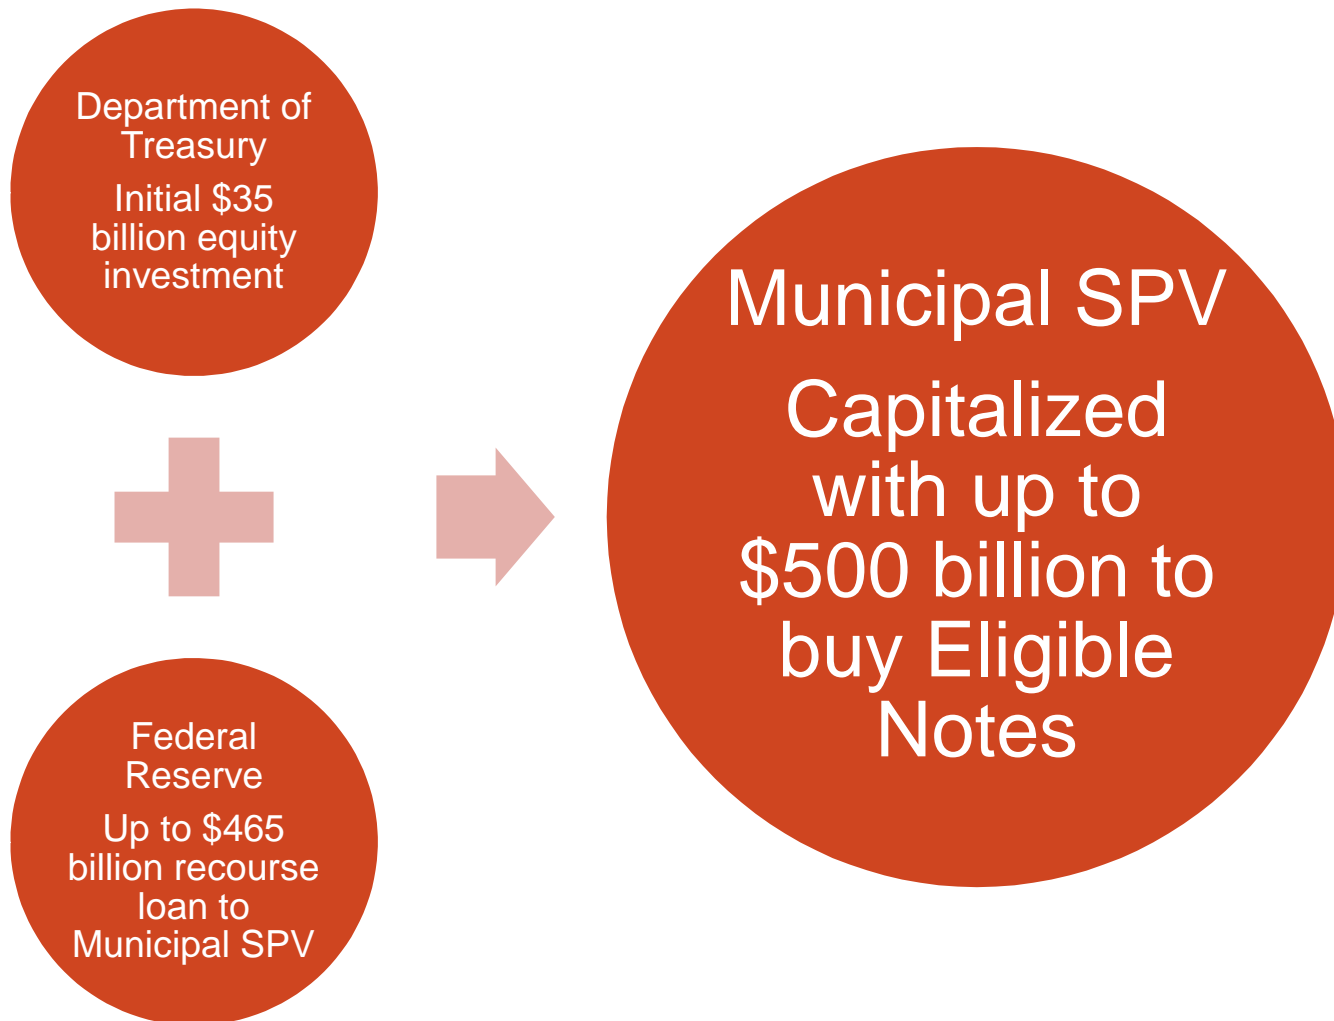 Department of
Treasury
Initial $35
billion equity
investment
Federal
Reserve
Up to $465
billion recourse
loan to
Municipal SPV
Municipal SPV
Capitalized
with up to
$500 billion to
buy Eligible
Notes